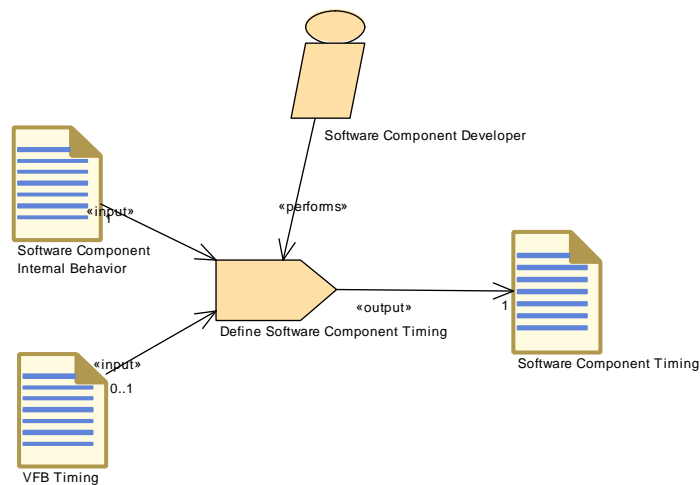 Software Component Developer
«input»
1
«performs»
Software Component
Internal Behavior
«output»
1
Define Software Component Timing
Software Component Timing
«input»
0..1
VFB Timing